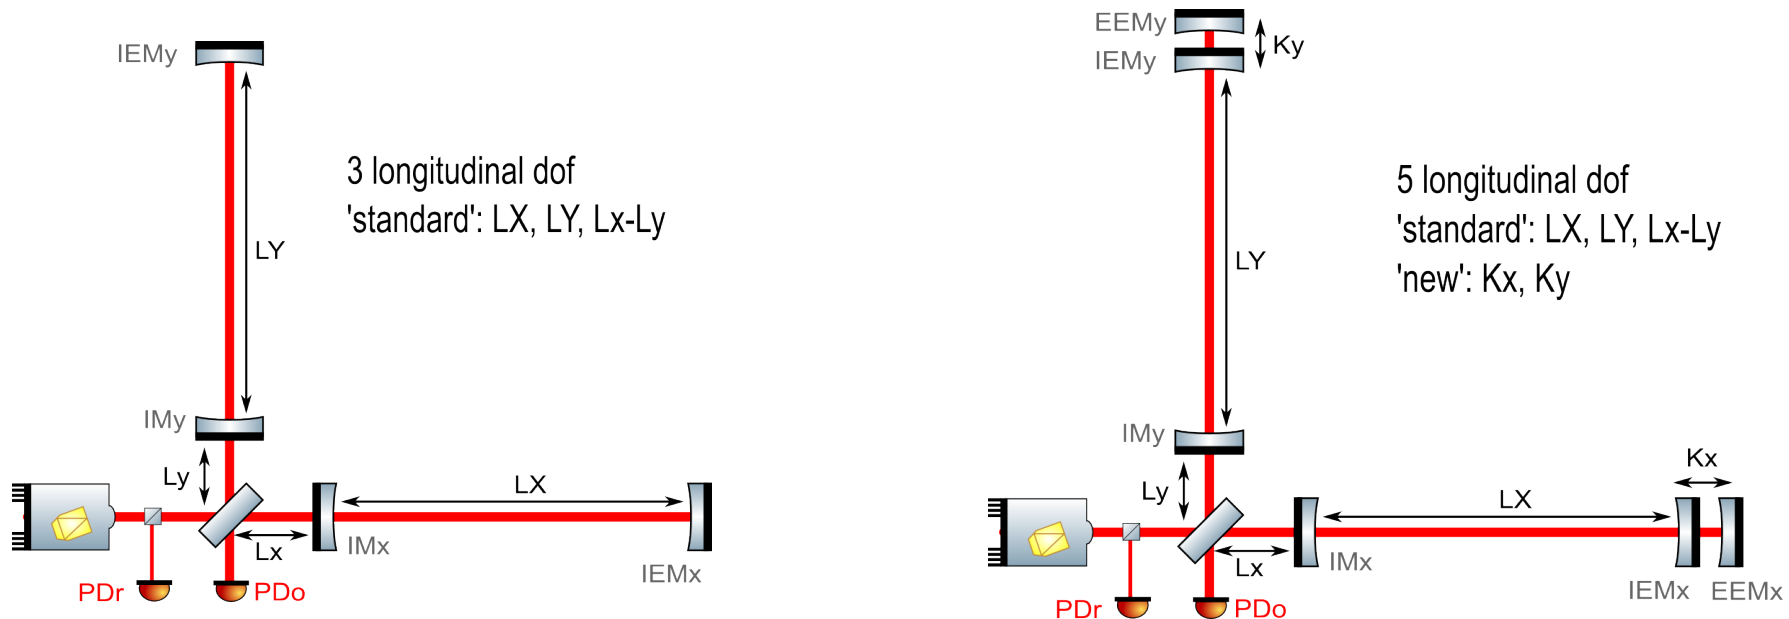 IEMy
3 longitudinal dof
'standard': LX, LY, Lx-Ly
LY
IMy
Ly
LX
Lx
IMx
IEMx
PDr
PDo
EEMy
Ky
IEMy
5 longitudinal dof
'standard': LX, LY, Lx-Ly
'new': Kx, Ky
LY
IMy
Kx
Ly
LX
Lx
IMx
IEMx
EEMx
PDr
PDo